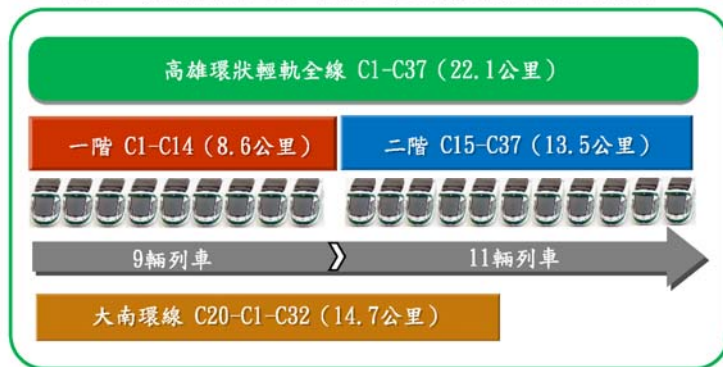 高雄環狀輕軌全線 C1-C37（22.1公里）
一階 C1-C14（8.6公里）
二階 C15-C37（13.5公里）
9輛列車
11輛列車
大南環線 C20-C1-C32（14.7公里）